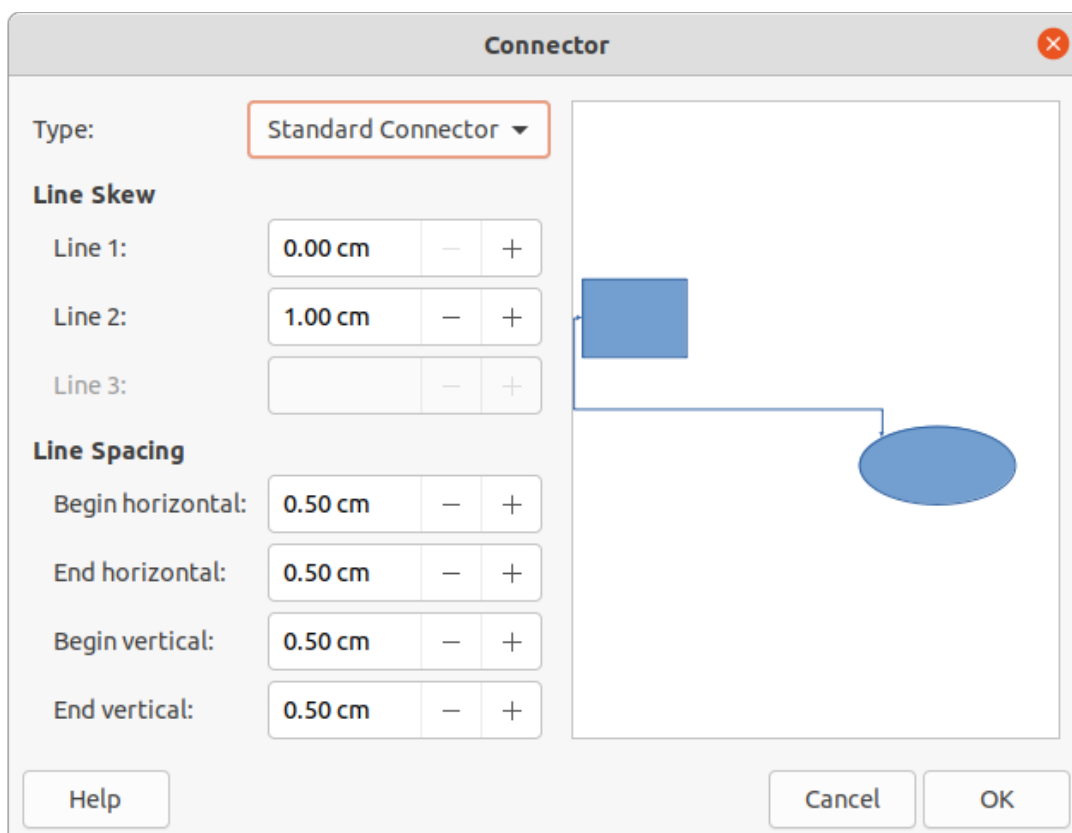 Connector
Type: Standard Connector
Line Skew
Line 1: 0.00 cm
Line 2: 1.00 cm
Line 3:
Line Spacing
Begin horizontal: 0.50 cm
End horizontal: 0.50 cm
Begin vertical: 0.50 cm
End vertical: 0.50 cm
Help Cancel OK